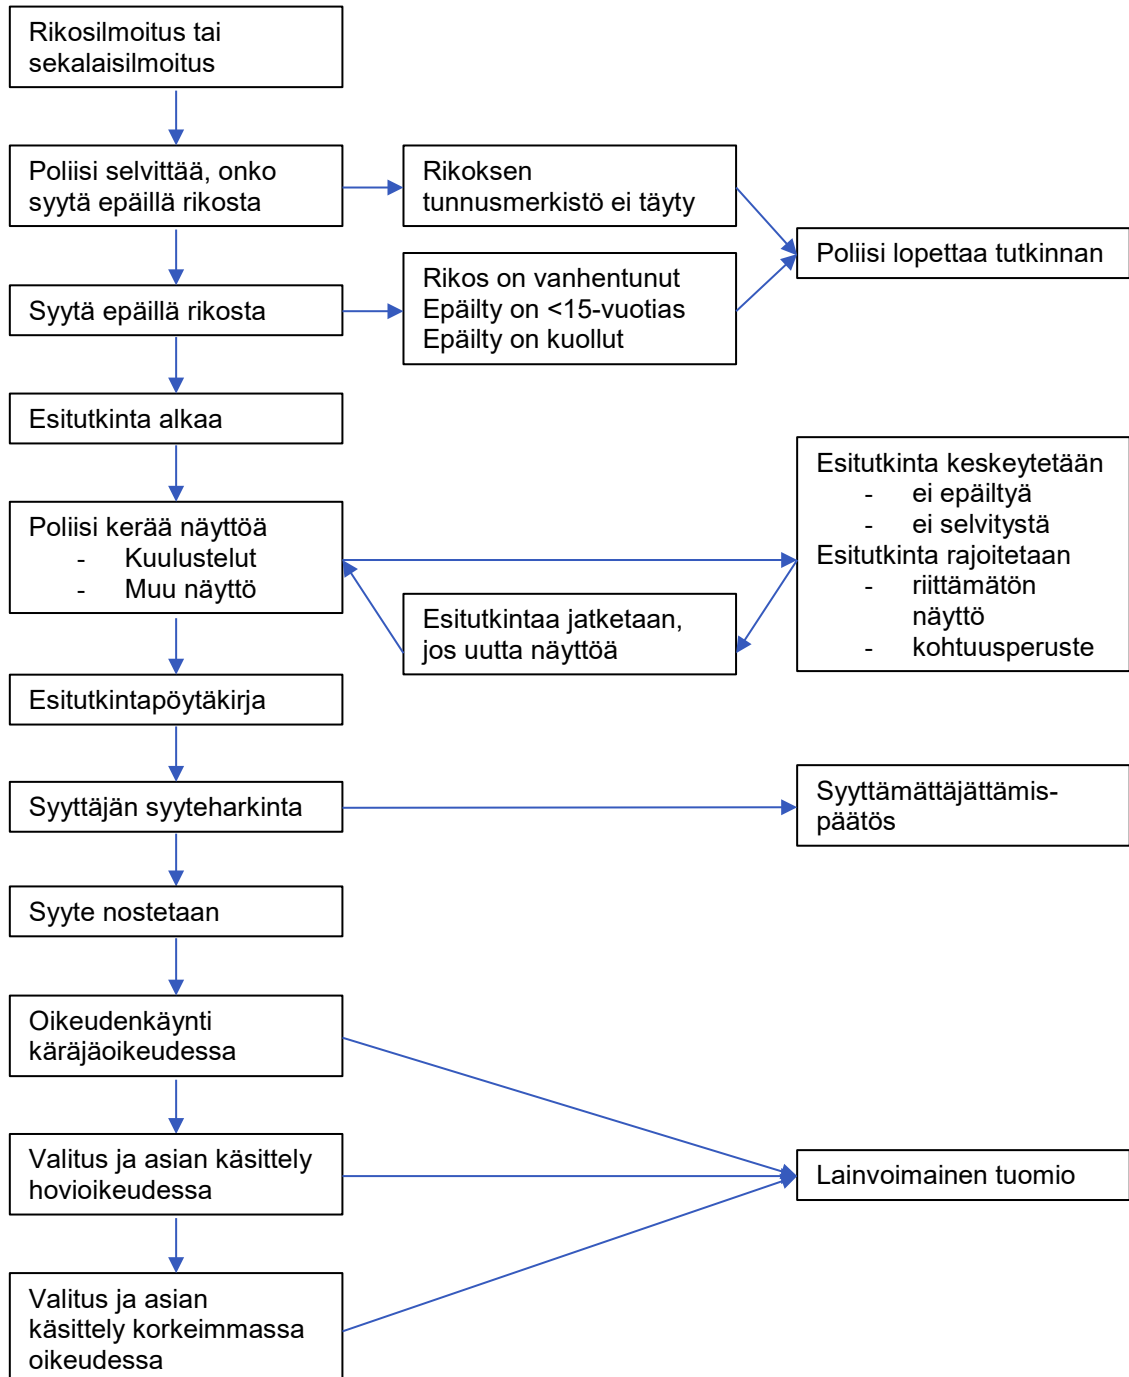 Rikosilmoitus tai
sekalaisilmoitus
Poliisi selvittää, onko
syytä epäillä rikosta
Rikoksen
tunnusmerkistö ei täyty
Poliisi lopettaa tutkinnan
Syytä epäillä rikosta
Rikos on vanhentunut
Epäilty on <15-vuotias
Epäilty on kuollut
Esitutkinta alkaa
Poliisi kerää näyttöä
- Kuulustelut
- Muu näyttö
Esitutkinta keskeytetään
- ei epäiltyä
- ei selvitystä
Esitutkinta rajoitetaan
- riittämätön
näyttö
- kohtuusperuste
Esitutkintaa jatketaan,
jos uutta näyttöä
Esitutkintapöytäkirja
Syyttäjän syyteharkinta
Syyttämättäjättämis-
päätös
Syyte nostetaan
Oikeudenkäynti
käräjäoikeudessa
Valitus ja asian käsittely
hovioikeudessa
Lainvoimainen tuomio
Valitus ja asian
käsittely korkeimmassa
oikeudessa